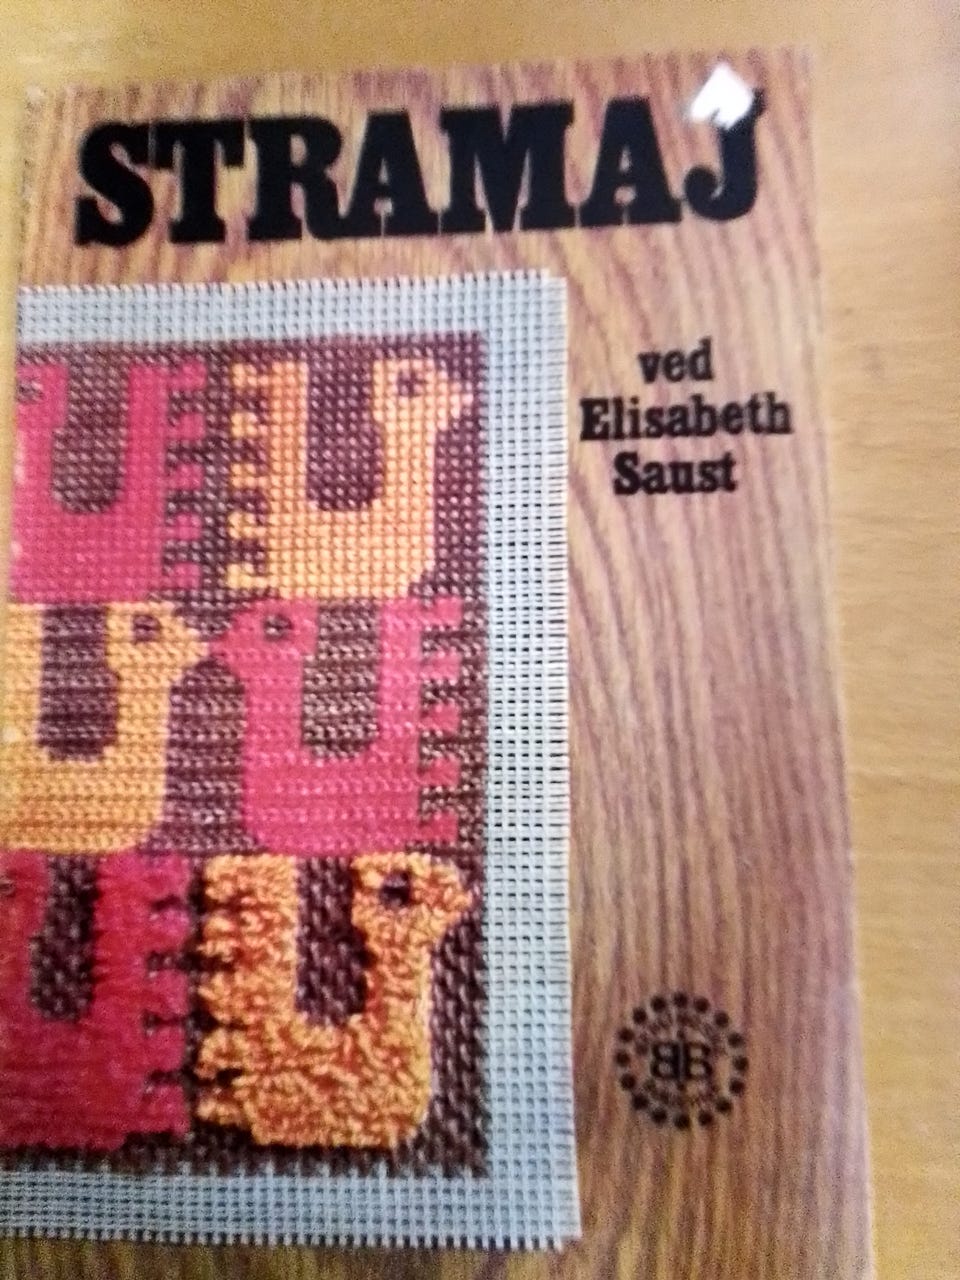 STRAMAJ
ved
Elisabeth
Saust